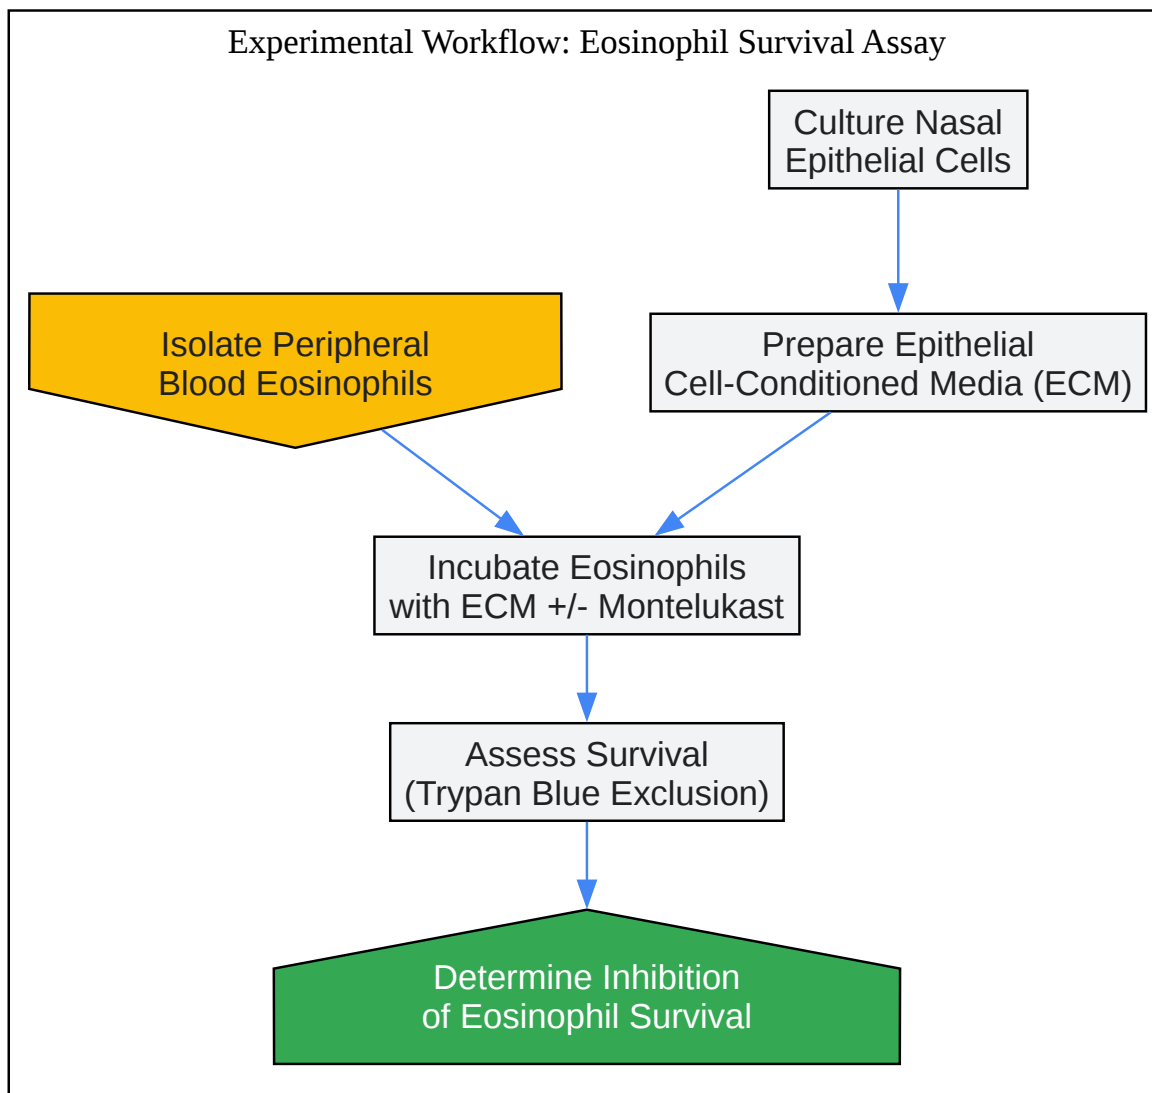 Experimental Workflow: Eosinophil Survival Assay
Culture Nasal
Epithelial Cells
Isolate Peripheral
Blood Eosinophils
Prepare Epithelial
Cell-Conditioned Media (ECM)
Incubate Eosinophils
with ECM +/- Montelukast
Assess Survival
(Trypan Blue Exclusion)
Determine Inhibition
of Eosinophil Survival